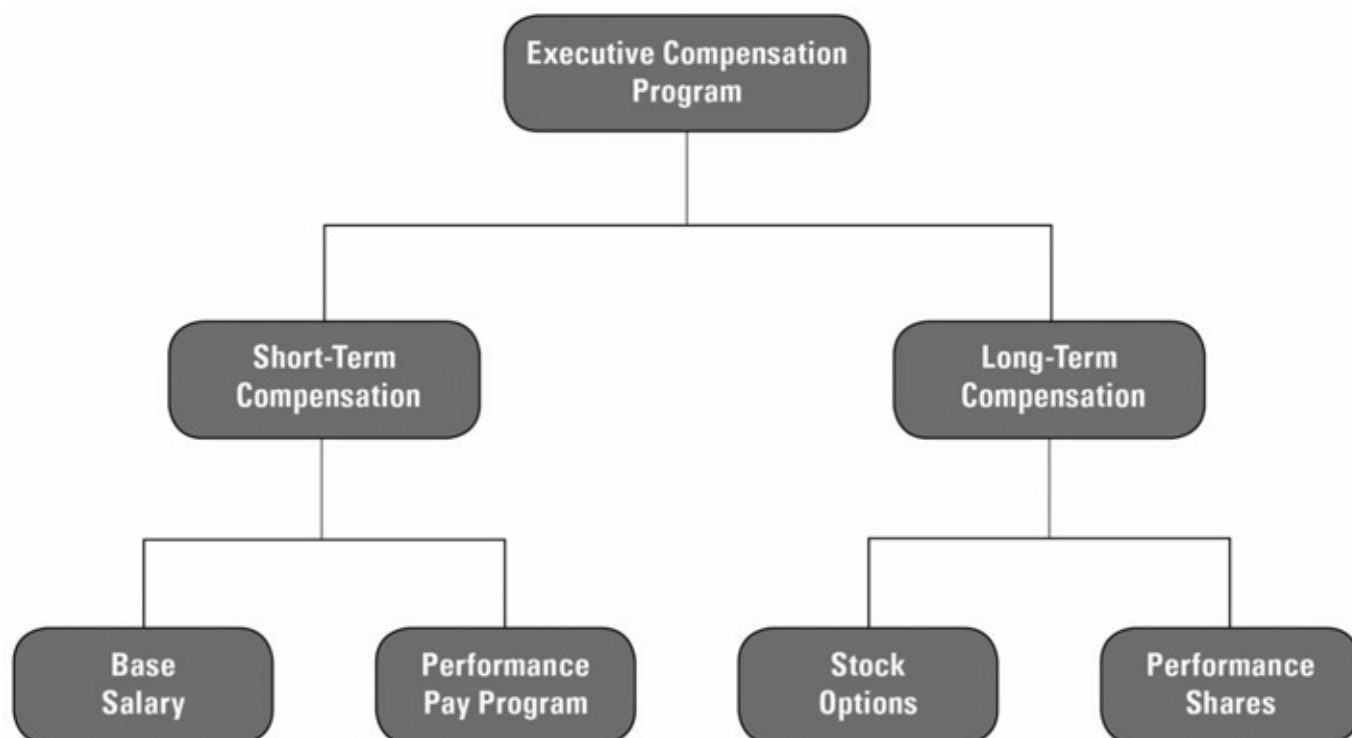 Executive Compensation
Program
Short-Term
Compensation
Long-Term
Compensation
Base
Salary
Performance
Pay Program
Stock
Options
Performance
Shares